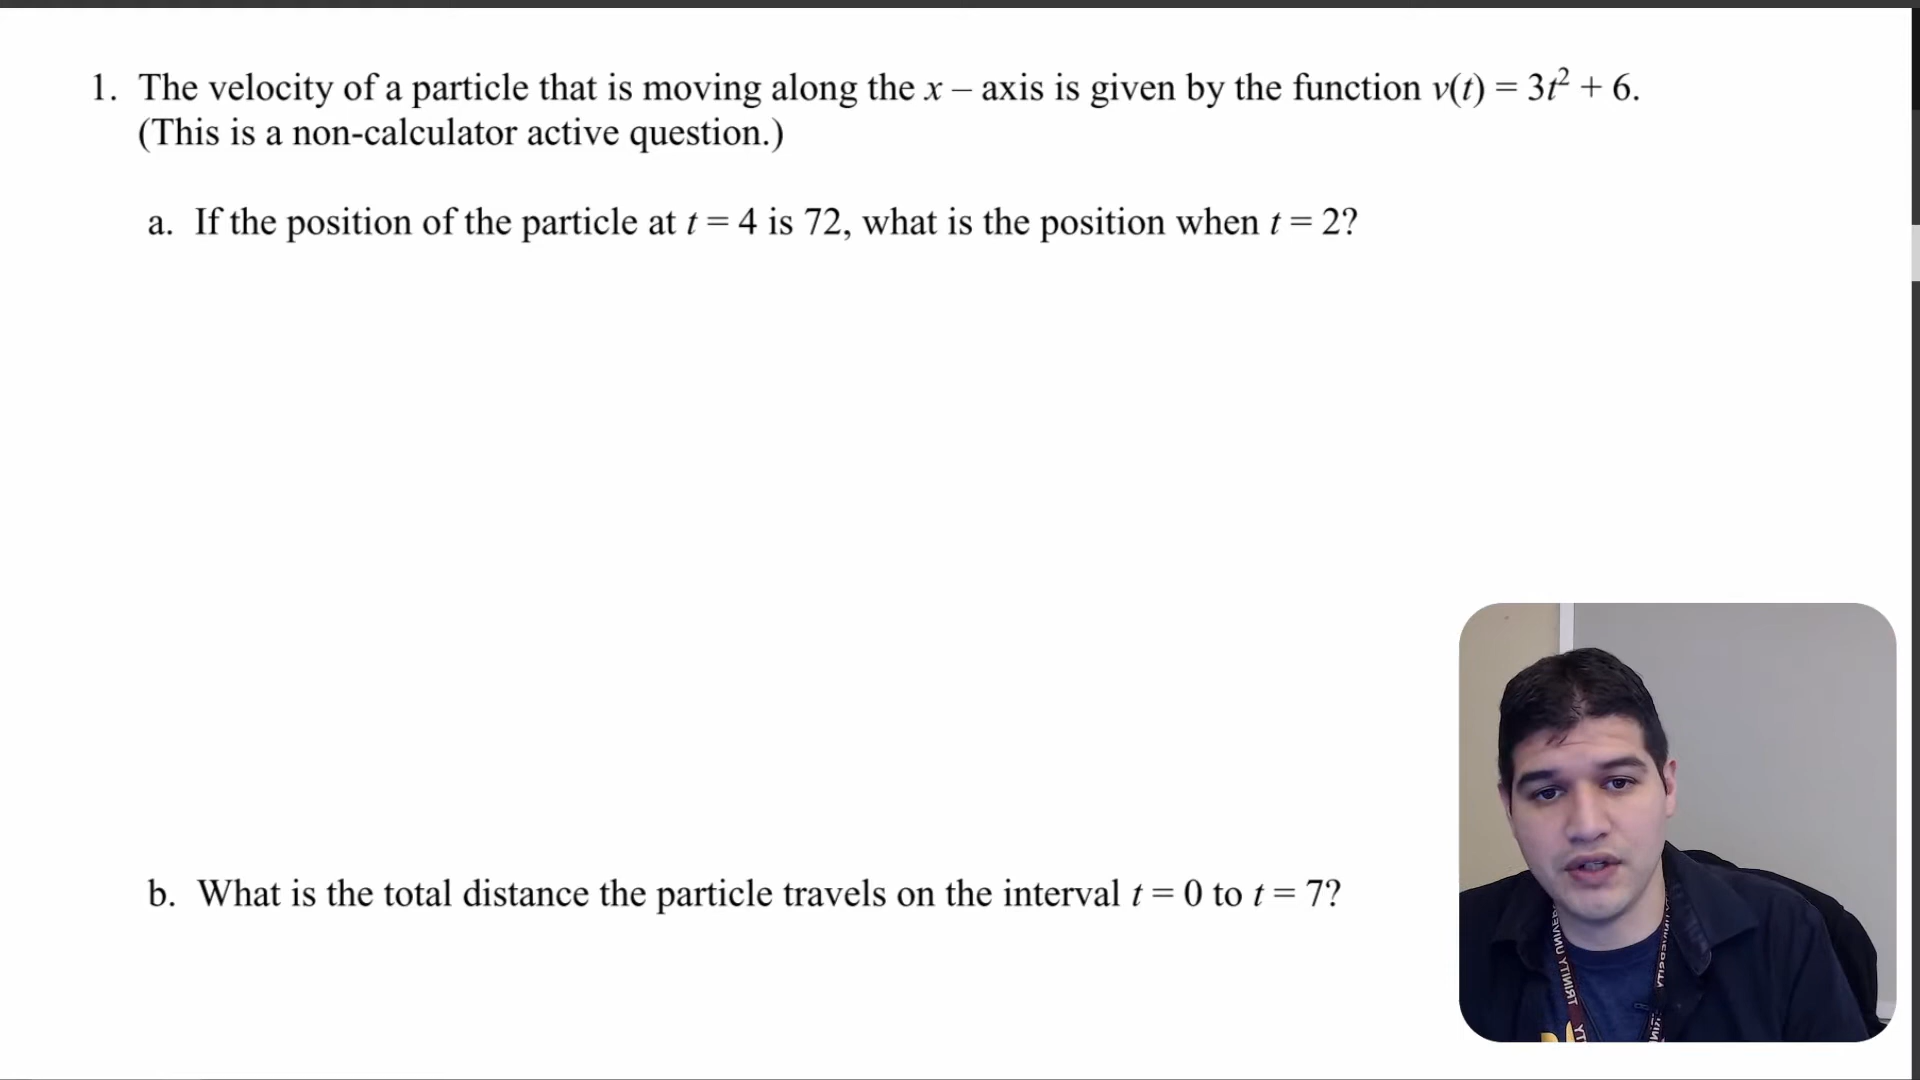 1. The velocity of a particle that is moving along the x – axis is given by the function v(t) = 3t² + 6.
(This is a non-calculator active question.)
a. If the position of the particle at t = 4 is 72, what is the position when t = 2?
b. What is the total distance the particle travels on the interval t = 0 to t = 7?
TRINITY UNIVER